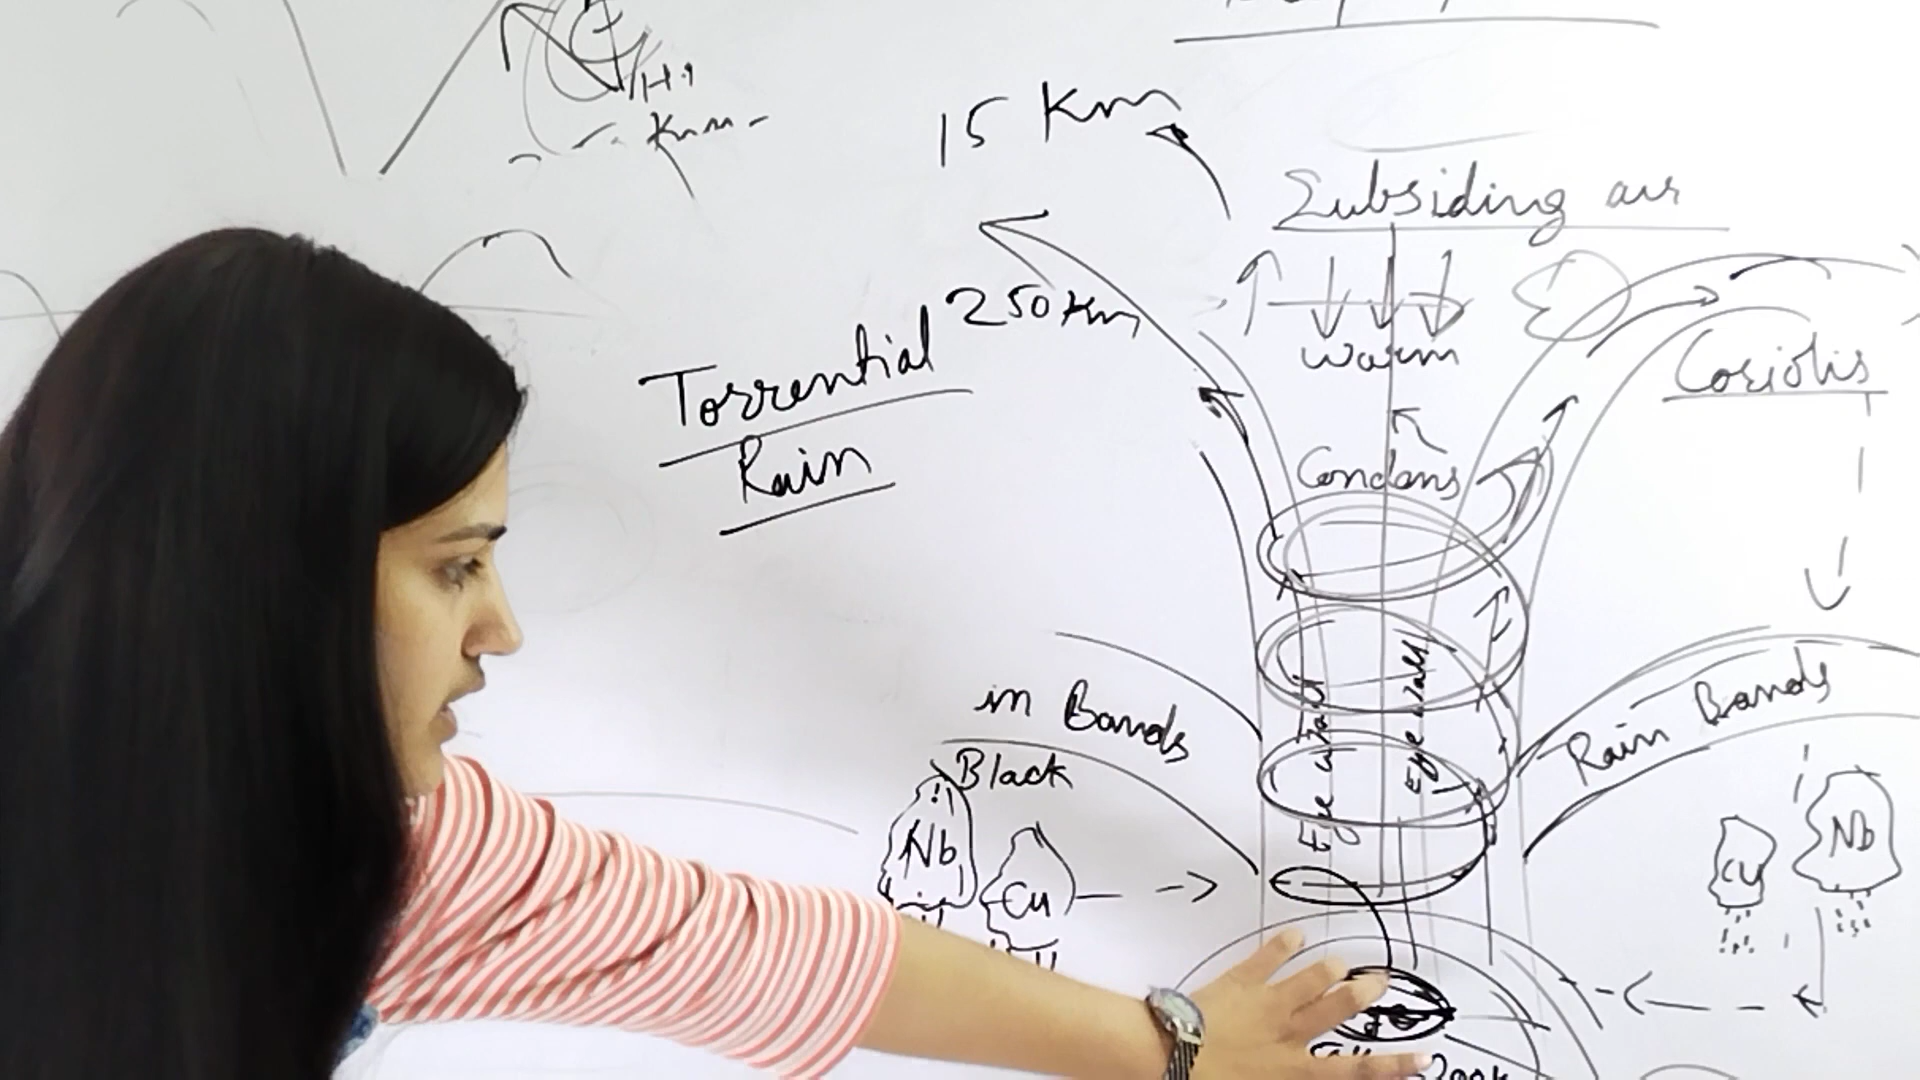 15 Km
Subsiding air
250 Km
Warm
Torrential
Rain
Coriolis
Condens
in Bands
Rain Bands
Black
Eye wall
Eye wall
Nb
Cu
Cu
Nb